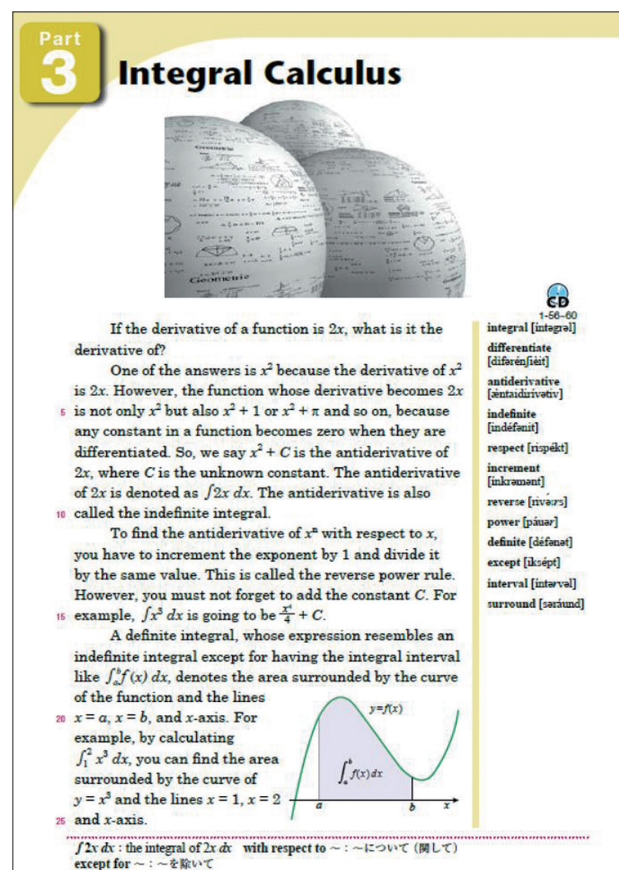 Part
3
Integral Calculus
Geometrie
Geometrie
If the derivative of a function is 2x, what is it the
derivative of?
One of the answers is x² because the derivative of x²
is 2x. However, the function whose derivative becomes 2x
5 is not only x² but also x² + 1 or x² + π and so on, because
any constant in a function becomes zero when they are
differentiated. So, we say x² + C is the antiderivative of
2x, where C is the unknown constant. The antiderivative
of 2x is denoted as ∫2x dx. The antiderivative is also
10 called the indefinite integral.
To find the antiderivative of xⁿ with respect to x,
you have to increment the exponent by 1 and divide it
by the same value. This is called the reverse power rule.
However, you must not forget to add the constant C. For
15 example, ∫x³ dx is going to be x⁴/4 + C.
A definite integral, whose expression resembles an
indefinite integral except for having the integral interval
like ∫ₐᵇ f(x) dx, denotes the area surrounded by the curve
of the function and the lines
20 x = a, x = b, and x-axis. For
example, by calculating
∫₁² x³ dx, you can find the area
surrounded by the curve of
y = x³ and the lines x = 1, x = 2
25 and x-axis.
y=f(x)
∫ₐᵇ f(x)dx
a b x
CD
1-56~60
integral [íntəgrəl]
differentiate
[dìfərénʃièit]
antiderivative
[æ̀ntaidirívətiv]
indefinite
[indéfənit]
respect [rispékt]
increment
[ínkrəmənt]
reverse [rivə́ːrs]
power [páuər]
definite [défənət]
except [iksépt]
interval [íntərvəl]
surround [səráund]
∫2x dx : the integral of 2x dx with respect to ～ : ～について (関して)
except for ～ : ～を除いて